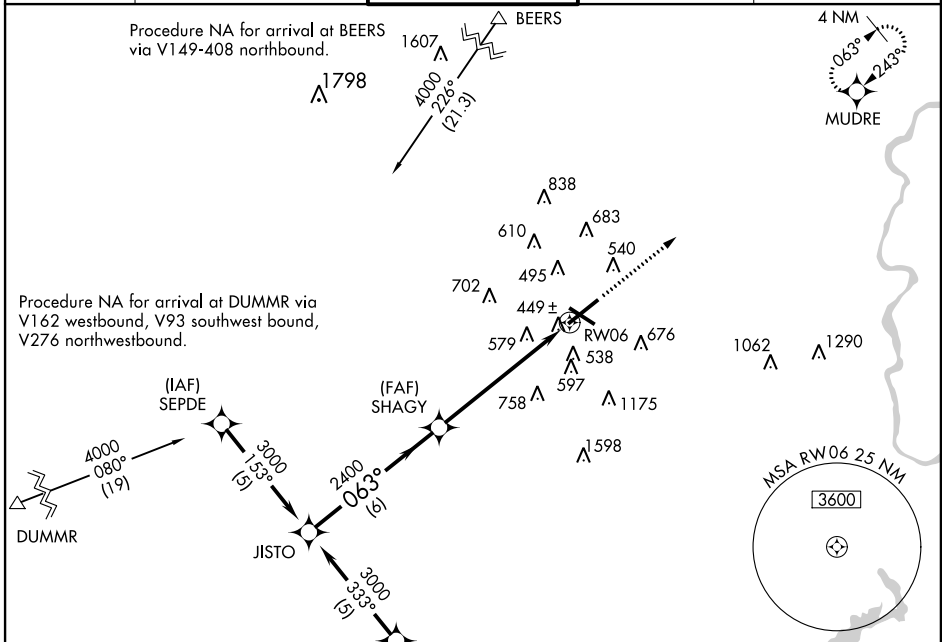 Procedure NA for arrival at BEERS
via V149-408 northbound.
BEERS
4000
226°
(21.3)
1607
1798
4 NM
063°
243°
MUDRE
838
683
610
540
495
702
449±
RW06
579
676
538
597
758
1175
1598
1062
1290
Procedure NA for arrival at DUMMR via
V162 westbound, V93 southwest bound,
V276 northwestbound.
(IAF)
SEPDE
(FAF)
SHAGY
4000
080°
(19)
DUMMR
3000
153°
(5)
2400
063°
(6)
JISTO
3000
333°
(5)
MSA RW06 25 NM
3600